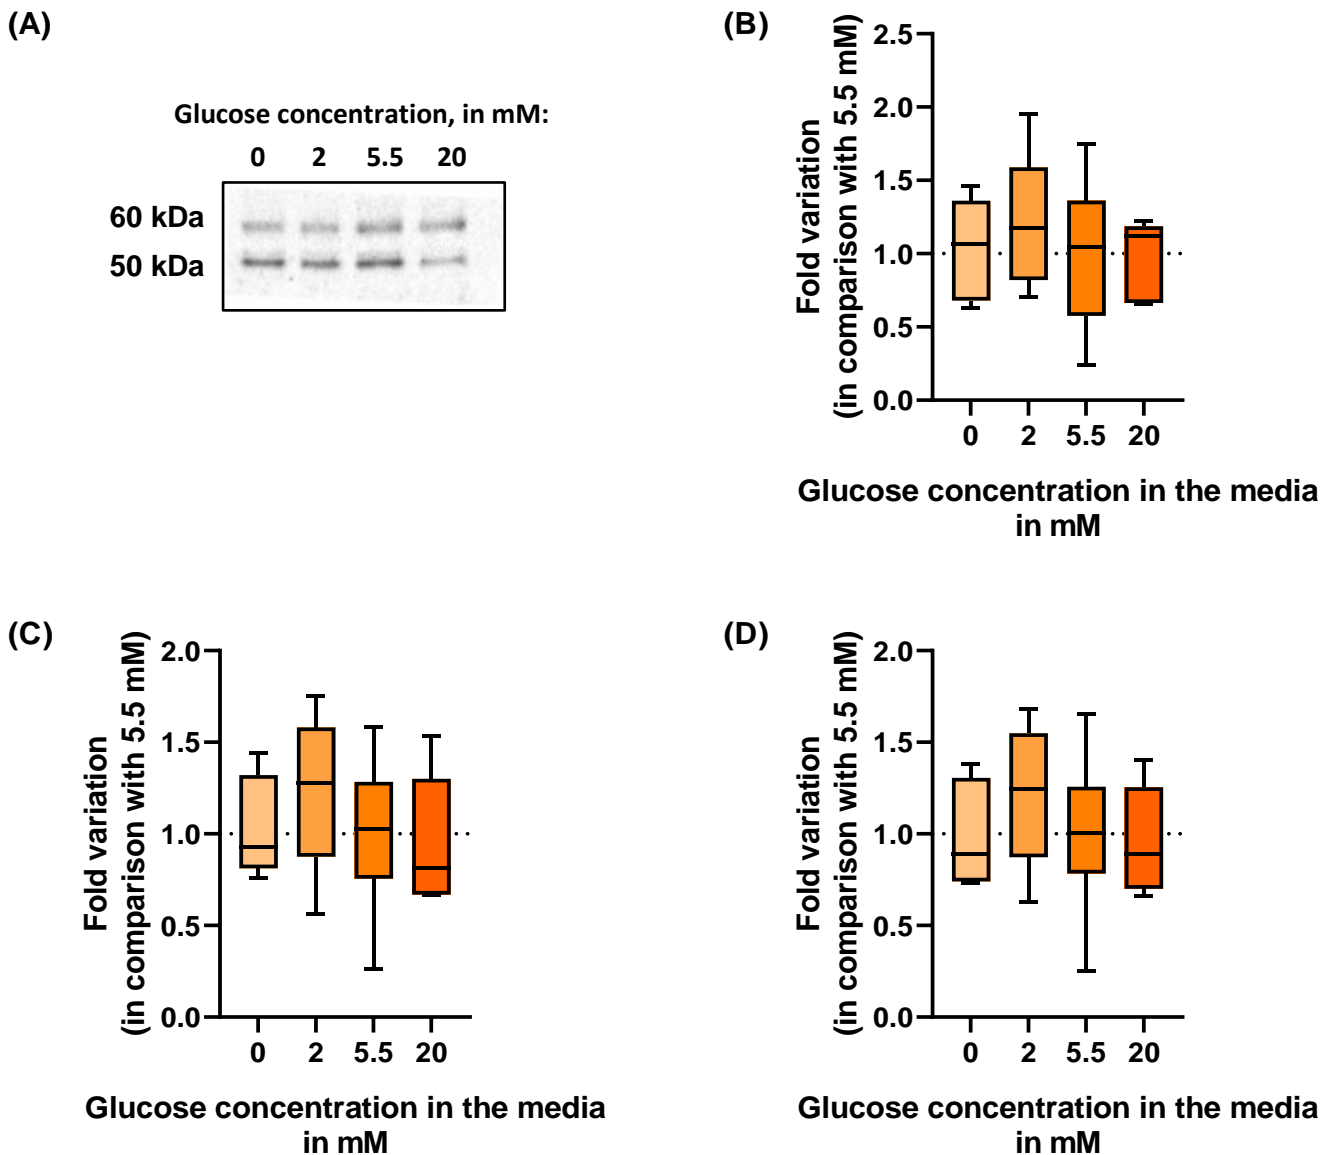 (A)
Glucose concentration, in mM:
0 2 5.5 20
60 kDa
50 kDa
(B)
Fold variation
(in comparison with 5.5 mM)
2.5
2.0
1.5
1.0
0.5
0.0
0 2 5.5 20
Glucose concentration in the media
in mM
(C)
Fold variation
(in comparison with 5.5 mM)
2.0
1.5
1.0
0.5
0.0
0 2 5.5 20
Glucose concentration in the media
in mM
(D)
Fold variation
(in comparison with 5.5 mM)
2.0
1.5
1.0
0.5
0.0
0 2 5.5 20
Glucose concentration in the media
in mM